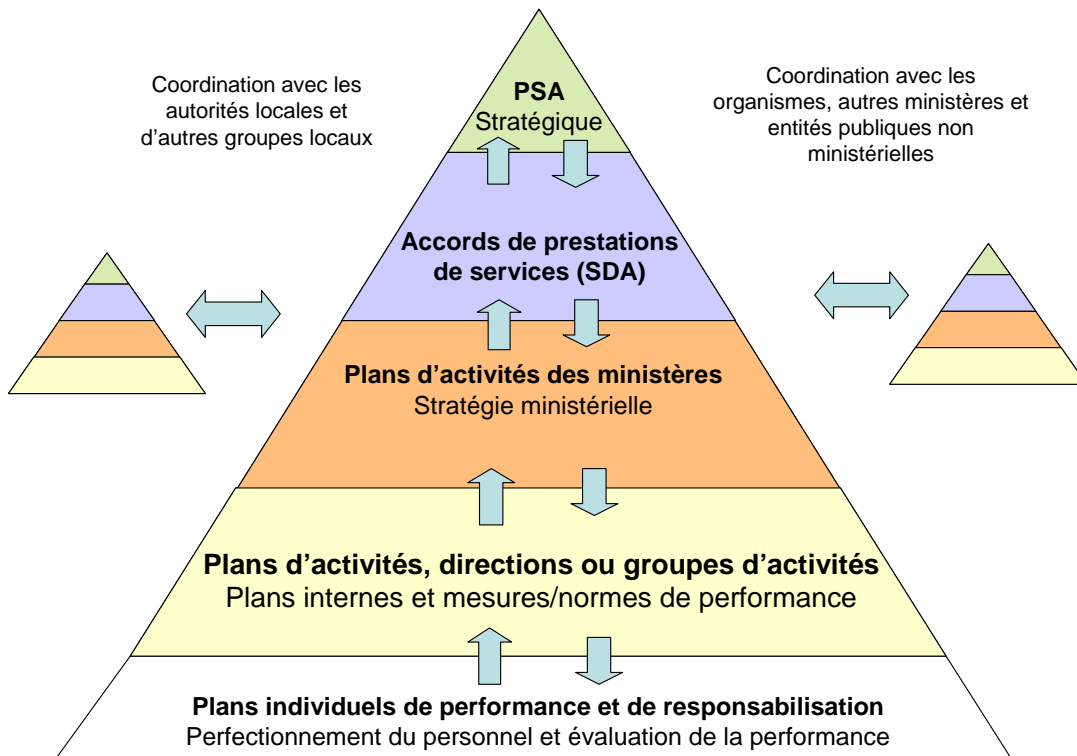 Coordination avec les
autorités locales et
d’autres groupes locaux
PSA
Stratégique
Coordination avec les
organismes, autres ministères et
entités publiques non
ministérielles
Accords de prestations
de services (SDA)
Plans d’activités des ministères
Stratégie ministérielle
Plans d’activités, directions ou groupes d’activités
Plans internes et mesures/normes de performance
Plans individuels de performance et de responsabilisation
Perfectionnement du personnel et évaluation de la performance